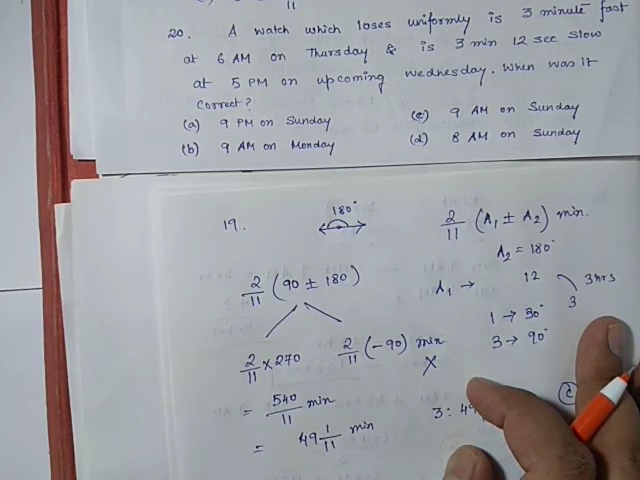 11
20. A watch which loses uniformly is 3 minute fast
at 6 AM on Thursday & is 3 min 12 sec slow
at 5 PM on upcoming wednesday. When was it
correct?
(a) 9 PM on Sunday (c) 9 AM on Sunday
(b) 9 AM on Monday (d) 8 AM on Sunday
19. 180° 2/11 (A₁ ± A₂) min.
A₂ = 180°
2/11 (90 ± 180) A₁ → 12 3 hrs
3
1 → 30°
2/11 × 270 2/11 (-90) min 3 → 90°
X
= 540/11 min 3:49
= 49 1/11 min